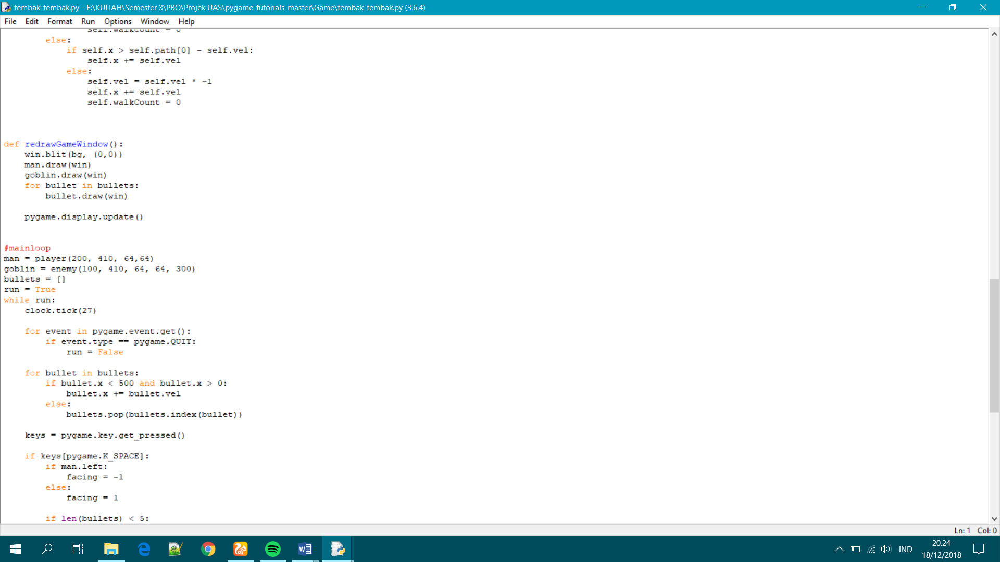 tembak-tembak.py - E:\KULIAH\Semester 3\PBO\Projek UAS\pygame-tutorials-master\Game\tembak-tembak.py (3.6.4)
File Edit Format Run Options Window Help
self.walkCount = 0
        else:
            if self.x > self.path[0] - self.vel:
                self.x += self.vel
            else:
                self.vel = self.vel * -1
                self.x += self.vel
                self.walkCount = 0
def redrawGameWindow():
    win.blit(bg, (0,0))
    man.draw(win)
    goblin.draw(win)
    for bullet in bullets:
        bullet.draw(win)
    pygame.display.update()
#mainloop
man = player(200, 410, 64,64)
goblin = enemy(100, 410, 64, 64, 300)
bullets = []
run = True
while run:
    clock.tick(27)
    for event in pygame.event.get():
        if event.type == pygame.QUIT:
            run = False
    for bullet in bullets:
        if bullet.x < 500 and bullet.x > 0:
            bullet.x += bullet.vel
        else:
            bullets.pop(bullets.index(bullet))
    keys = pygame.key.get_pressed()
    if keys[pygame.K_SPACE]:
        if man.left:
            facing = -1
        else:
            facing = 1
        if len(bullets) < 5:
Ln: 1 Col: 0
IND
20.24
18/12/2018